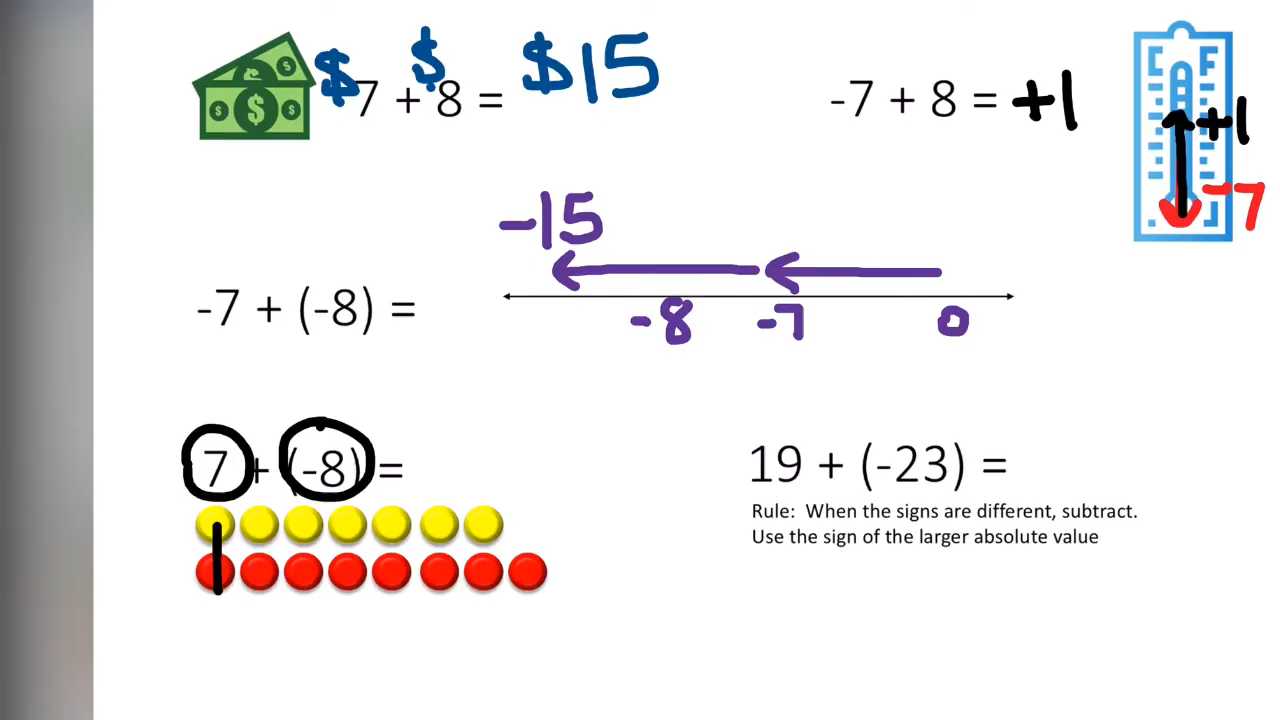 $7 + $8 = $15
-7 + 8 = +1
C F
+1
-7
-15
-7 + (-8) =
-8 -7 0
7 + (-8) =
19 + (-23) =
Rule: When the signs are different, subtract.
Use the sign of the larger absolute value